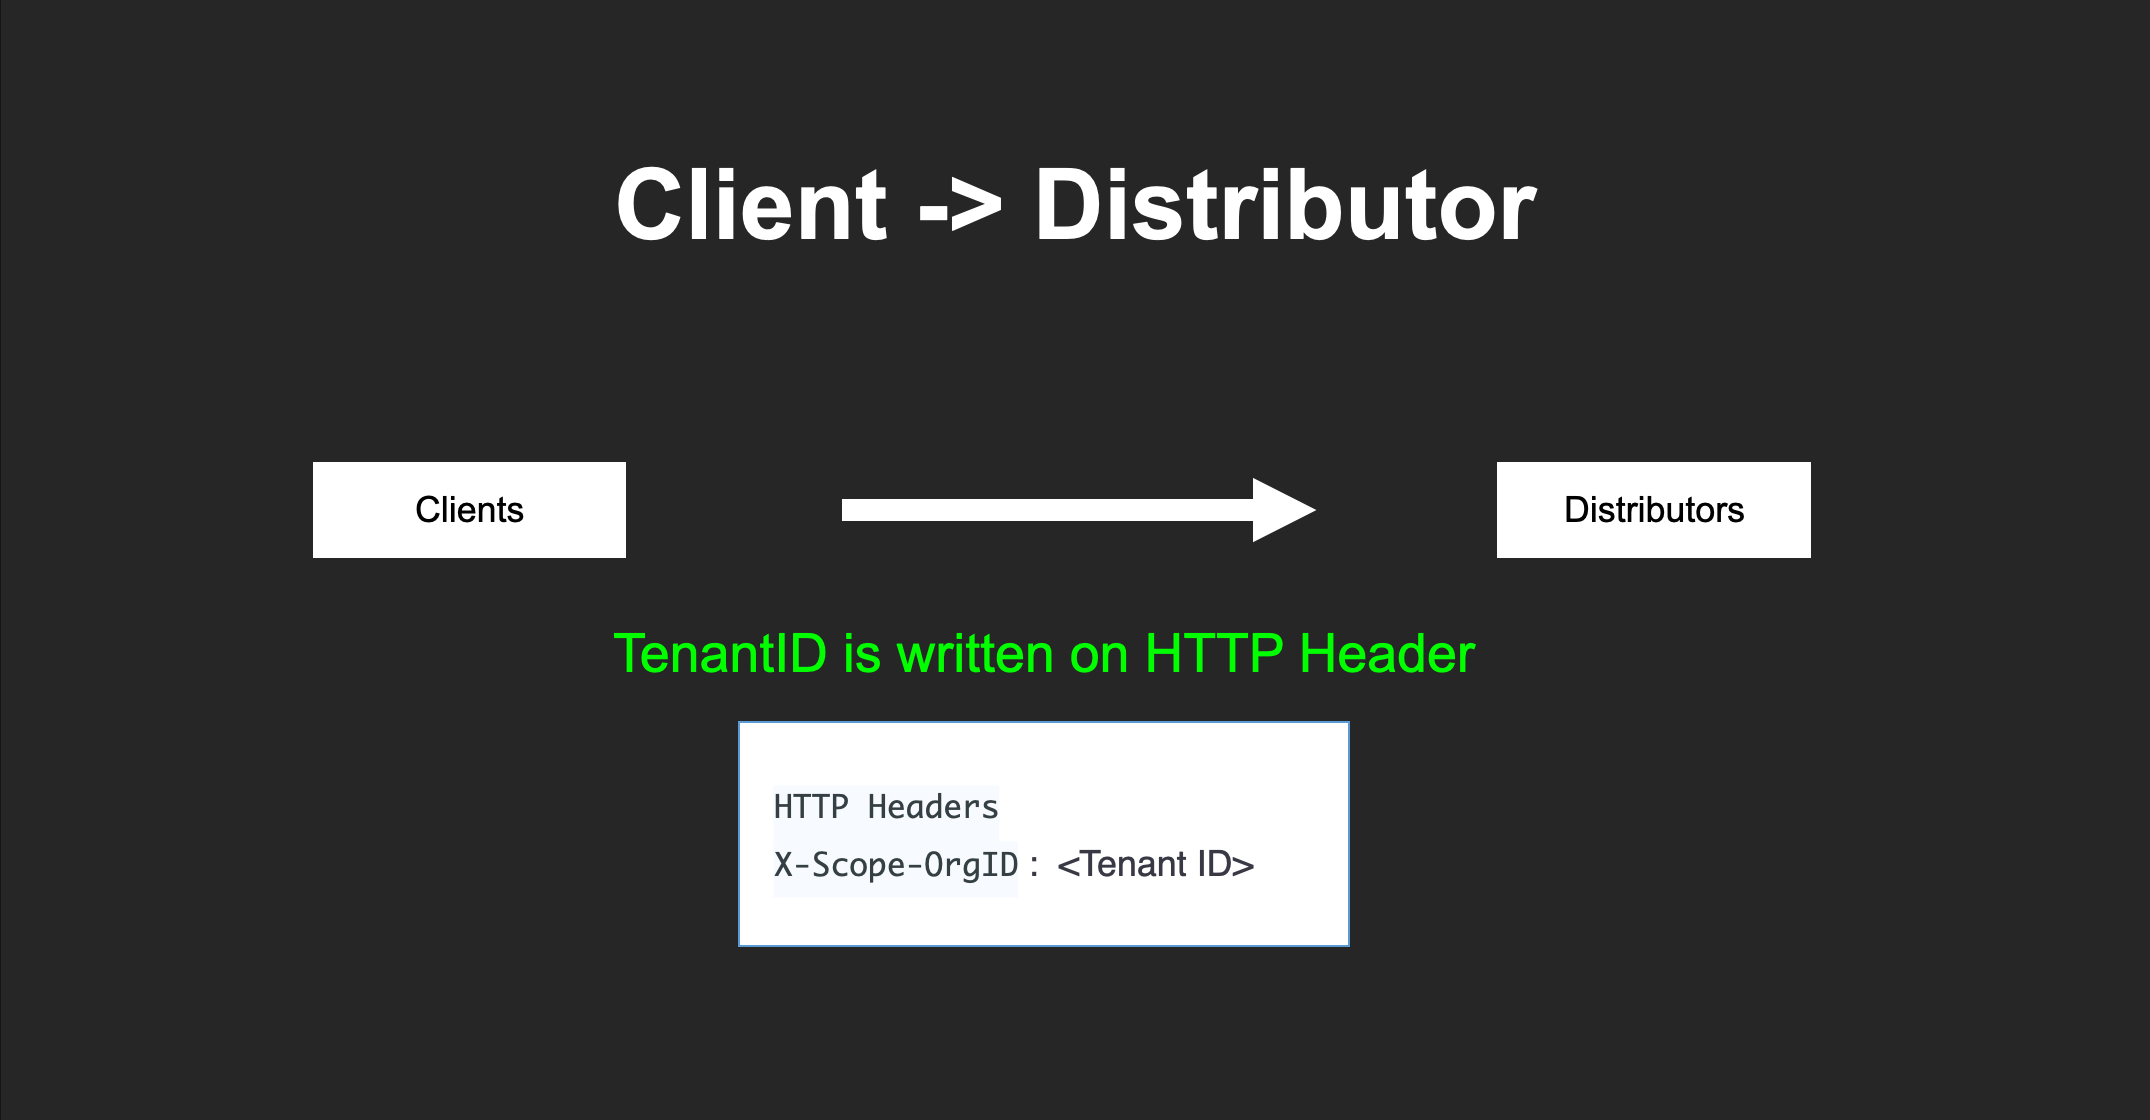 Client -> Distributor
Clients
Distributors
TenantID is written on HTTP Header
HTTP Headers
X-Scope-OrgID : <Tenant ID>